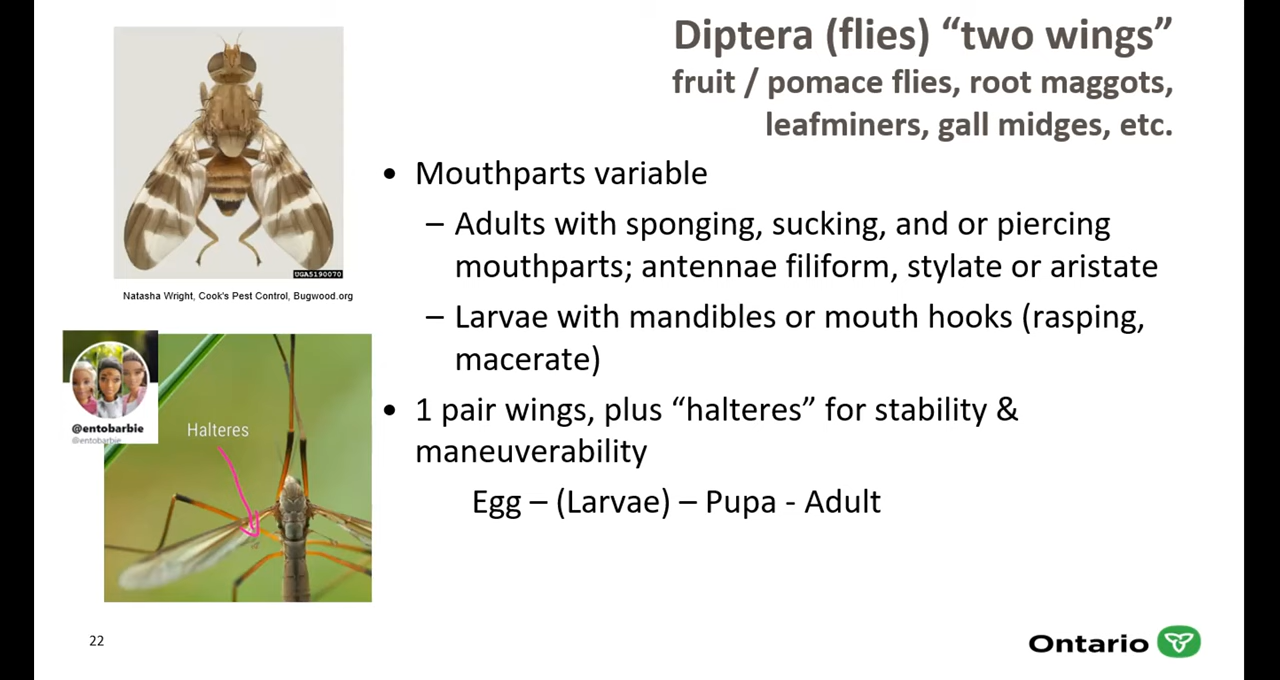 Diptera (flies) “two wings”
fruit / pomace flies, root maggots,
leafminers, gall midges, etc.
UGA5190070
Natasha Wright, Cook's Pest Control, Bugwood.org
• Mouthparts variable
– Adults with sponging, sucking, and or piercing
mouthparts; antennae filiform, stylate or aristate
– Larvae with mandibles or mouth hooks (rasping,
macerate)
• 1 pair wings, plus “halteres” for stability &
maneuverability
Egg – (Larvae) – Pupa - Adult
@entobarbie
@entobarbie
Halteres
22
Ontario